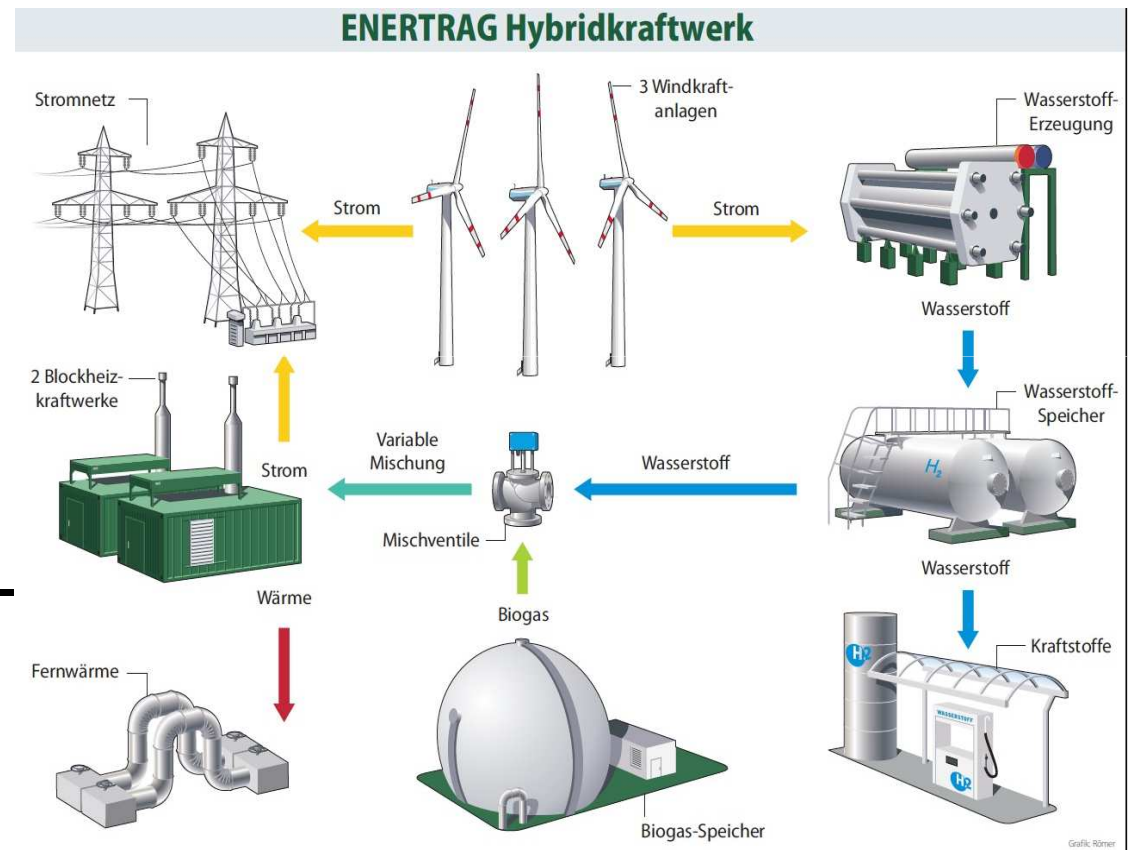 ENERTRAG Hybridkraftwerk
Stromnetz
3 Windkraft-
anlagen
Wasserstoff-
Erzeugung
Strom
Strom
Wasserstoff
2 Blockheiz-
kraftwerke
Wasserstoff-
Speicher
Strom
Variable
Mischung
Wasserstoff
H2
Mischventile
Wasserstoff
Wärme
Biogas
Fernwärme
H2
Kraftstoffe
WASSERSTOFF
H2
Biogas-Speicher
Grafik: Römer